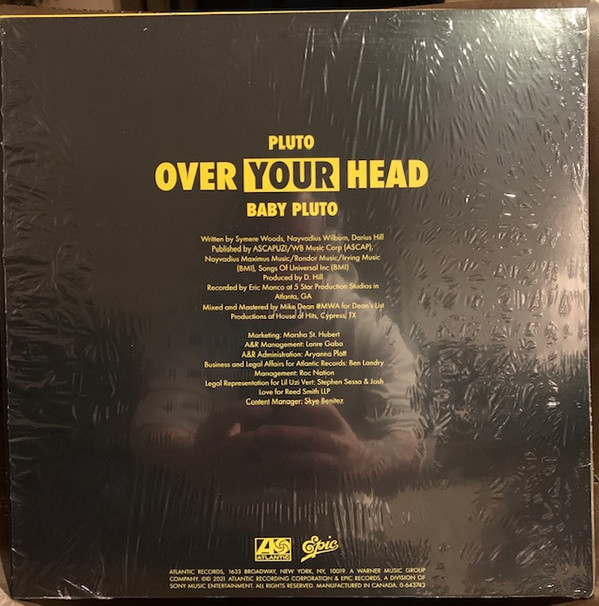 PLUTO
OVER YOUR HEAD
BABY PLUTO
Written by Symere Woods, Nayvadius Wilburn, Darius Hill
Published by ASCAPUZI/WB Music Corp (ASCAP),
Nayvadius Maximus Music/Rondor Music/Irving Music
(BMI), Songs Of Universal Inc (BMI)
Produced by D. Hill
Recorded by Eric Manco at 5 Star Production Studios in
Atlanta, GA
Mixed and Mastered by Mike Dean #MWA for Dean's List
Productions at House of Hits, Cypress, TX
Marketing: Marsha St. Hubert
A&R Management: Lanre Gaba
A&R Administration: Aryanna Platt
Business and Legal Affairs for Atlantic Records: Ben Landry
Management: Roc Nation
Legal Representation for Lil Uzi Vert: Stephen Sessa & Josh
Love for Reed Smith LLP
Content Manager: Skye Benitez
ATLANTIC Epic
ATLANTIC RECORDS, 1633 BROADWAY, NEW YORK, NY, 10019. A WARNER MUSIC GROUP
COMPANY. ©℗ 2021 ATLANTIC RECORDING CORPORATION & EPIC RECORDS, A DIVISION OF
SONY MUSIC ENTERTAINMENT. ALL RIGHTS RESERVED. MANUFACTURED IN CANADA. 0-643743